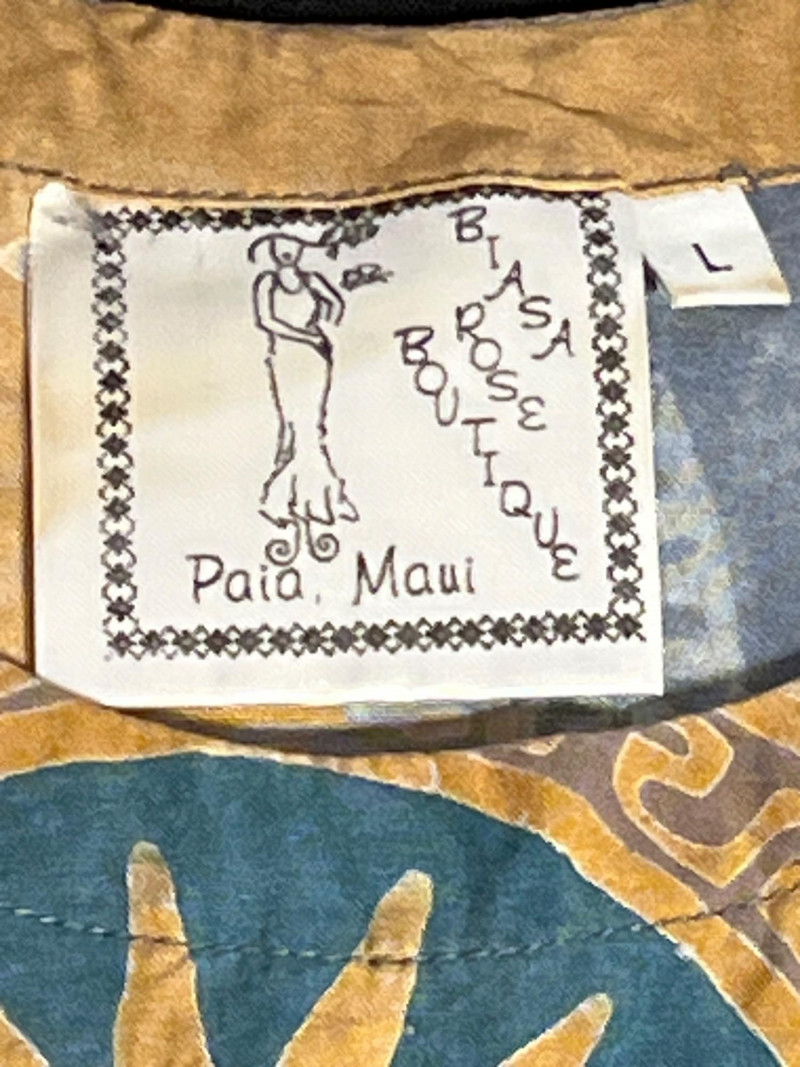 BIASA
ROSE
BOUTIQUE
Paia, Maui
L